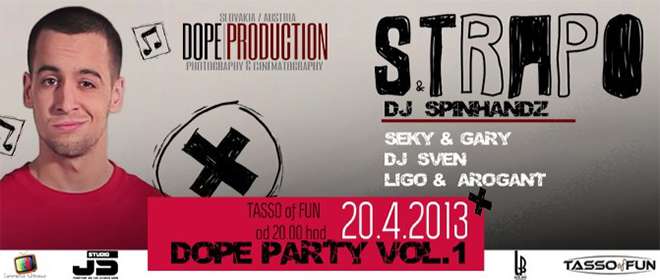 SLOVAKIA / AUSTRIA
DOPE|PRODUCTION
PHOTOGRAPHY & CINEMATOGRAPHY
STRAPO
& DJ SPINHANDZ
SEKY & GARY
DJ SVEN
LIGO & AROGANT
TASSO of FUN
od 20.00 hod
20.4.2013
DOPE PARTY VOL.1
STUDIO
JS
TASSO of FUN